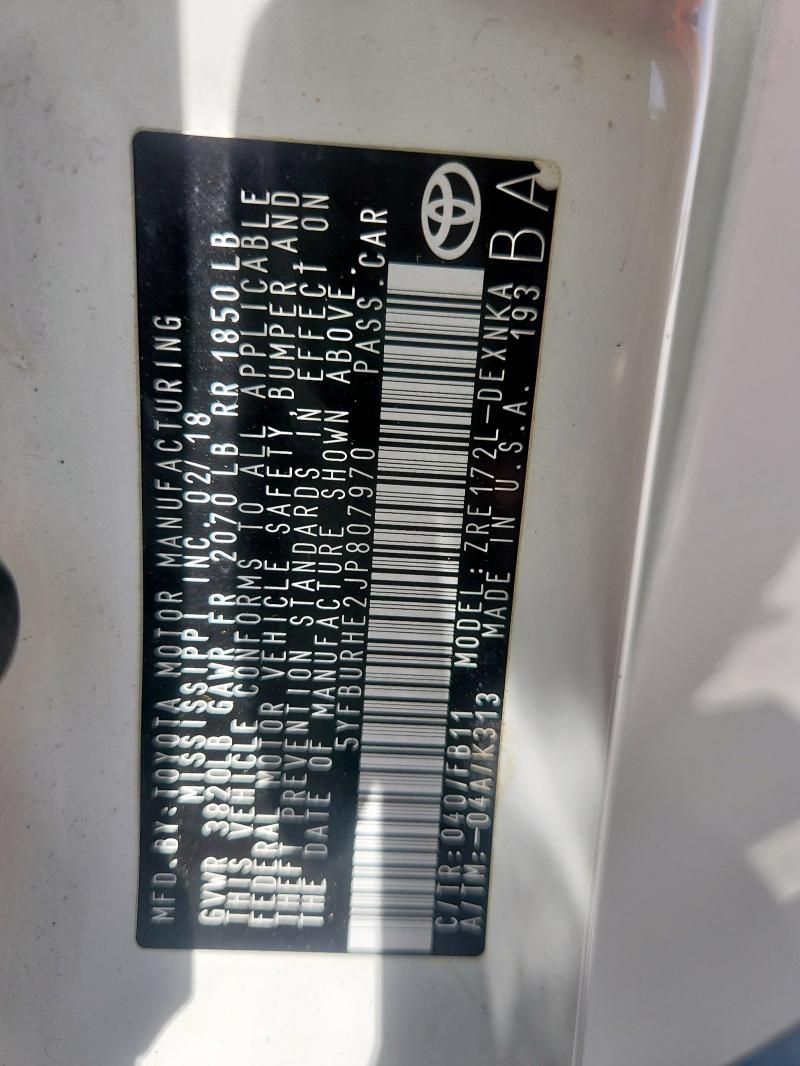 MFD.BY:TOYOTA MOTOR MANUFACTURING
MISSISSIPPI INC. 02/18
GVWR 3820LB GAWR FR 2070 LB RR 1850LB
THIS VEHICLE CONFORMS TO ALL APPLICABLE
FEDERAL MOTOR VEHICLE SAFETY, BUMPER,AND
THEFT PREVENTION STANDARDS IN EFFECT ON
THE DATE OF MANUFACTURE SHOWN ABOVE.
5YFBURHE2JP807970 PASS.CAR
C/TR:040/FB11 MODEL:ZRE172L-DEXNKA
A/TM:-04A/K313 MADE IN U.S.A. 193
BA